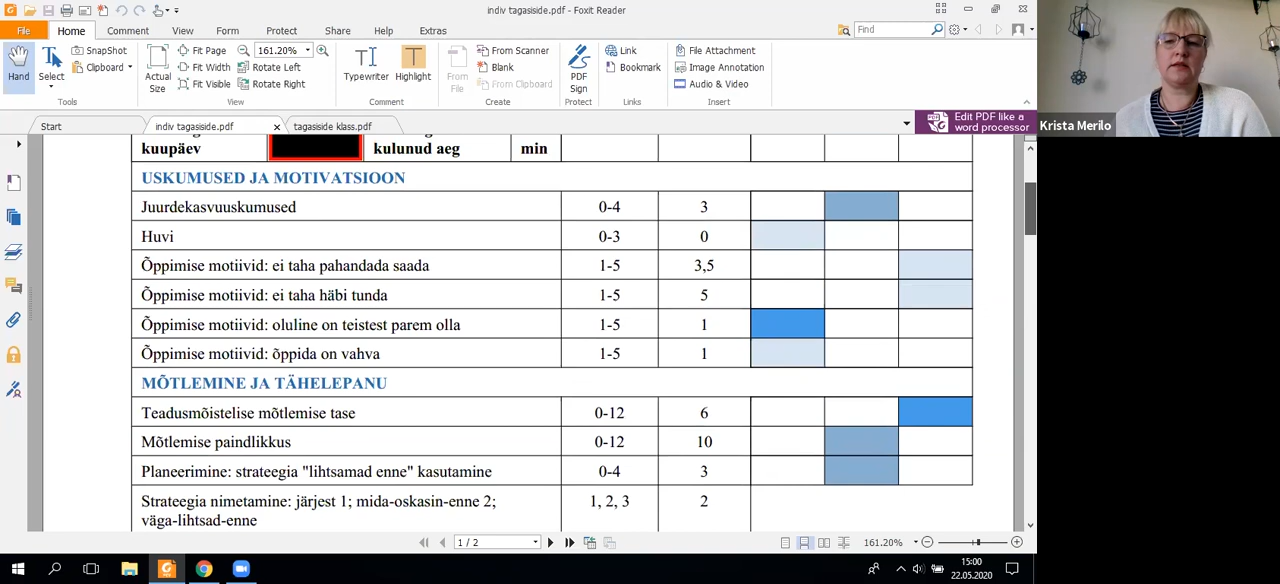 indiv tagasiside.pdf - Foxit Reader
File Home Comment View Form Protect Share Help Extras
Find
Hand
Select
SnapShot
Clipboard
Actual Size
Fit Page
Fit Width
Fit Visible
161.20%
Rotate Left
Rotate Right
Typewriter
Highlight
From File
From Scanner
Blank
From Clipboard
PDF Sign
Link
Bookmark
File Attachment
Image Annotation
Audio & Video
Tools View Comment Create Protect Links Insert
Start indiv tagasiside.pdf tagasiside klass.pdf
Edit PDF like a
word processor
Krista Merilo
kuupäev kulunud aeg min
USKUMUSED JA MOTIVATSIOON
Juurdekasvuuskumused 0-4 3
Huvi 0-3 0
Õppimise motiivid: ei taha pahandada saada 1-5 3,5
Õppimise motiivid: ei taha häbi tunda 1-5 5
Õppimise motiivid: oluline on teistest parem olla 1-5 1
Õppimise motiivid: õppida on vahva 1-5 1
MÕTLEMINE JA TÄHELEPANU
Teadusmõistelise mõtlemise tase 0-12 6
Mõtlemise paindlikkus 0-12 10
Planeerimine: strateegia "lihtsamad enne" kasutamine 0-4 3
Strateegia nimetamine: järjest 1; mida-oskasin-enne 2; 1, 2, 3 2
väga-lihtsad-enne
1 / 2
161.20%
15:00
22.05.2020